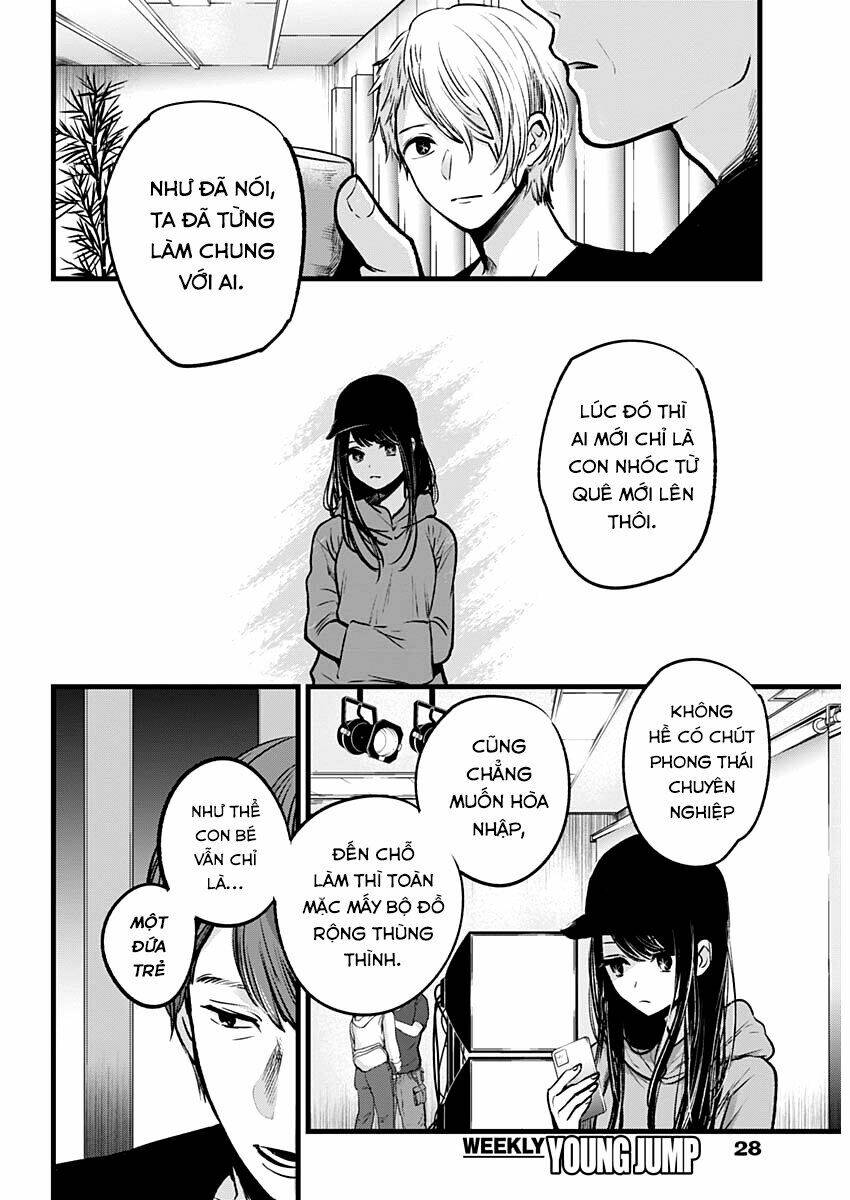 NHƯ ĐÃ NÓI,
TA ĐÃ TỪNG
LÀM CHUNG
VỚI AI.
LÚC ĐÓ THÌ
AI MỚI CHỈ LÀ
CON NHÓC TỪ
QUÊ MỚI LÊN
THÔI.
KHÔNG
HỀ CÓ CHÚT
PHONG THÁI
CHUYÊN
NGHIỆP
CŨNG
CHẲNG
MUỐN HÒA
NHẬP,
ĐẾN CHỖ
LÀM THÌ TOÀN
MẶC MẤY BỘ ĐỒ
RỘNG THÙNG
THÌNH.
NHƯ THỂ
CON BÉ
VẪN CHỈ
LÀ...
MỘT
ĐỨA
TRẺ
WEEKLY YOUNG JUMP 28